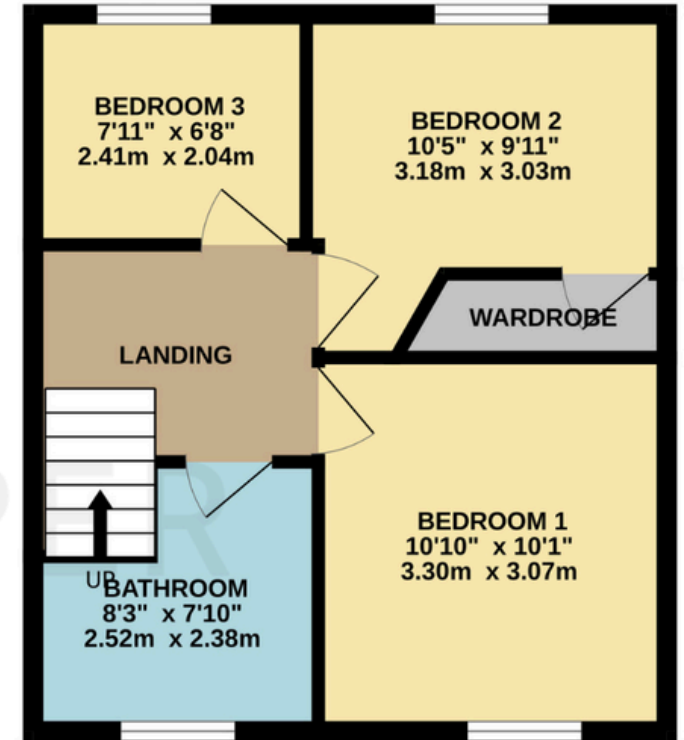 BEDROOM 3
7'11" x 6'8"
2.41m x 2.04m
BEDROOM 2
10'5" x 9'11"
3.18m x 3.03m
WARDROBE
LANDING
BEDROOM 1
10'10" x 10'1"
3.30m x 3.07m
UP
BATHROOM
8'3" x 7'10"
2.52m x 2.38m